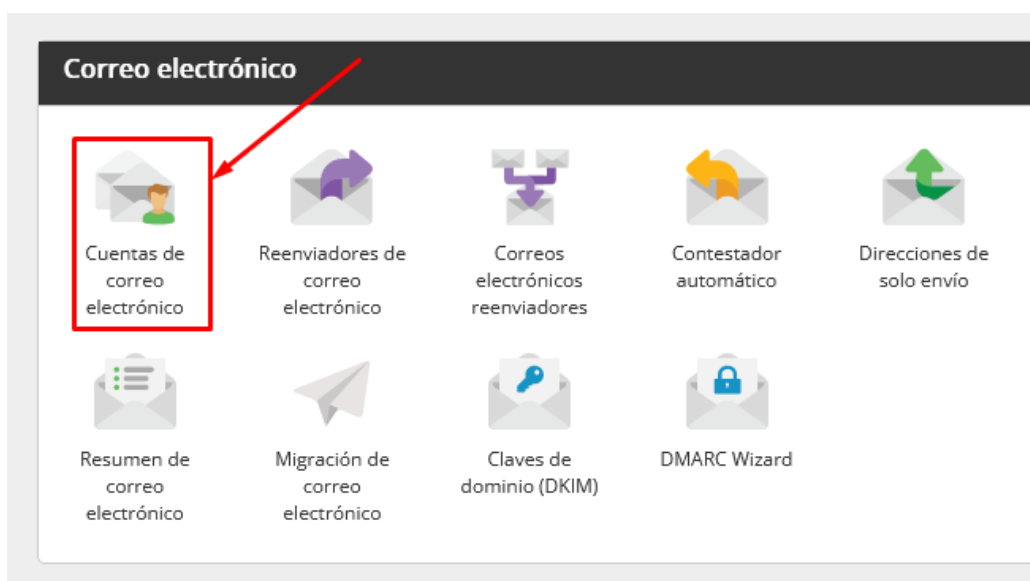 Correo electrónico
Cuentas de
correo
electrónico
Reenviadores de
correo
electrónico
Correos
electrónicos
reenviadores
Contestador
automático
Direcciones de
solo envío
Resumen de
correo
electrónico
Migración de
correo
electrónico
Claves de
dominio (DKIM)
DMARC Wizard